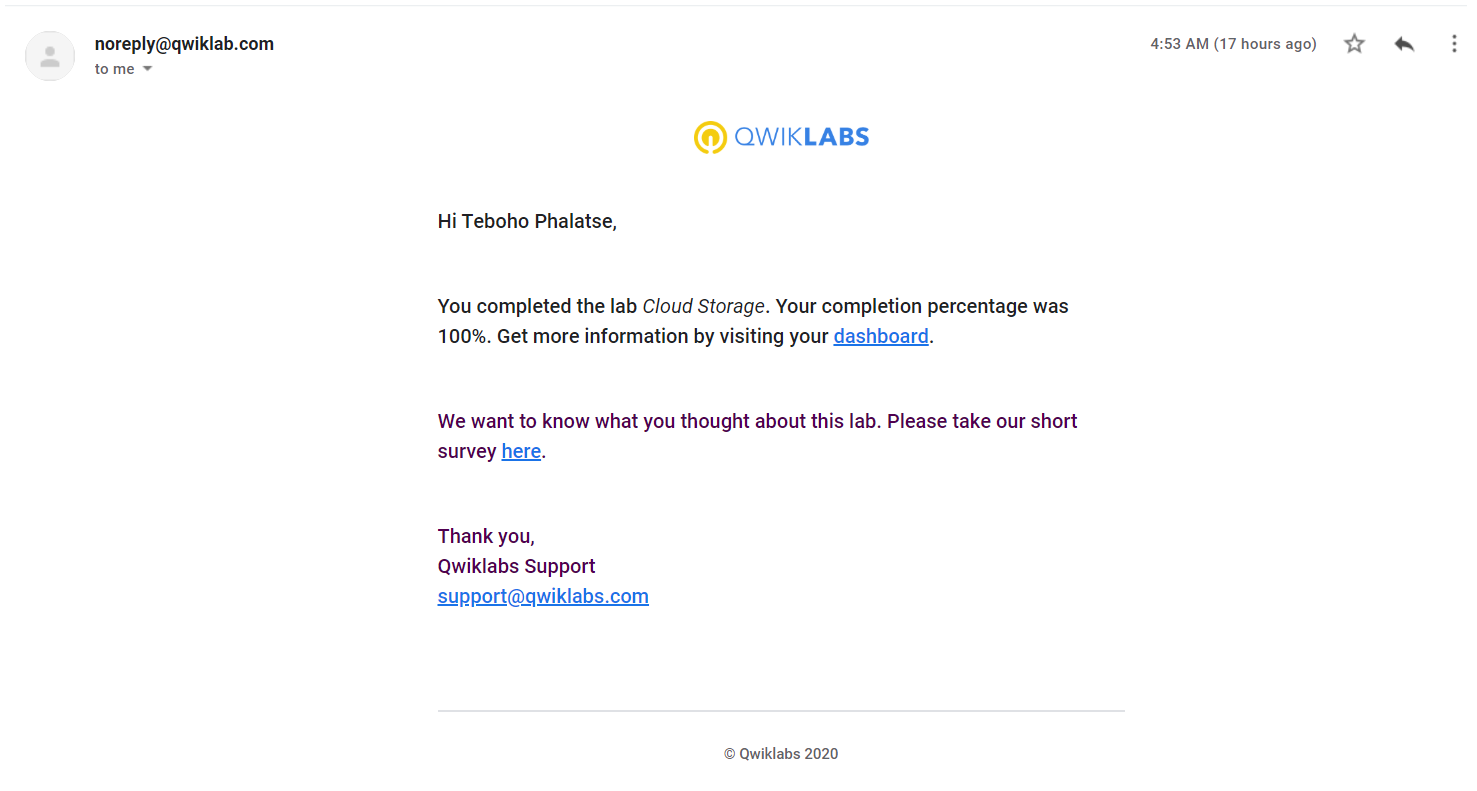 noreply@qwiklab.com
4:53 AM (17 hours ago)
to me
QWIKLABS
Hi Teboho Phalatse,
You completed the lab Cloud Storage. Your completion percentage was
100%. Get more information by visiting your dashboard.
We want to know what you thought about this lab. Please take our short
survey here.
Thank you,
Qwiklabs Support
support@qwiklabs.com
© Qwiklabs 2020